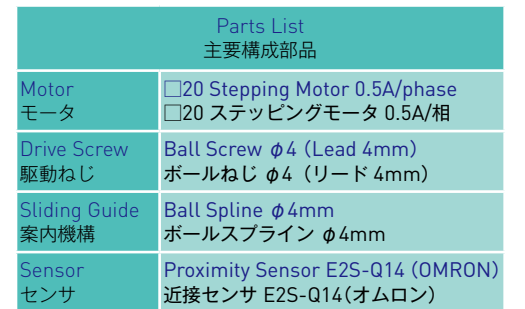 Parts List
主要構成部品
Motor
モータ
□20 Stepping Motor 0.5A/phase
□20 ステッピングモータ 0.5A/相
Drive Screw
駆動ねじ
Ball Screw φ4 (Lead 4mm)
ボールねじ φ4（リード 4mm）
Sliding Guide
案内機構
Ball Spline φ4mm
ボールスプライン φ4mm
Sensor
センサ
Proximity Sensor E2S-Q14 (OMRON)
近接センサ E2S-Q14(オムロン)